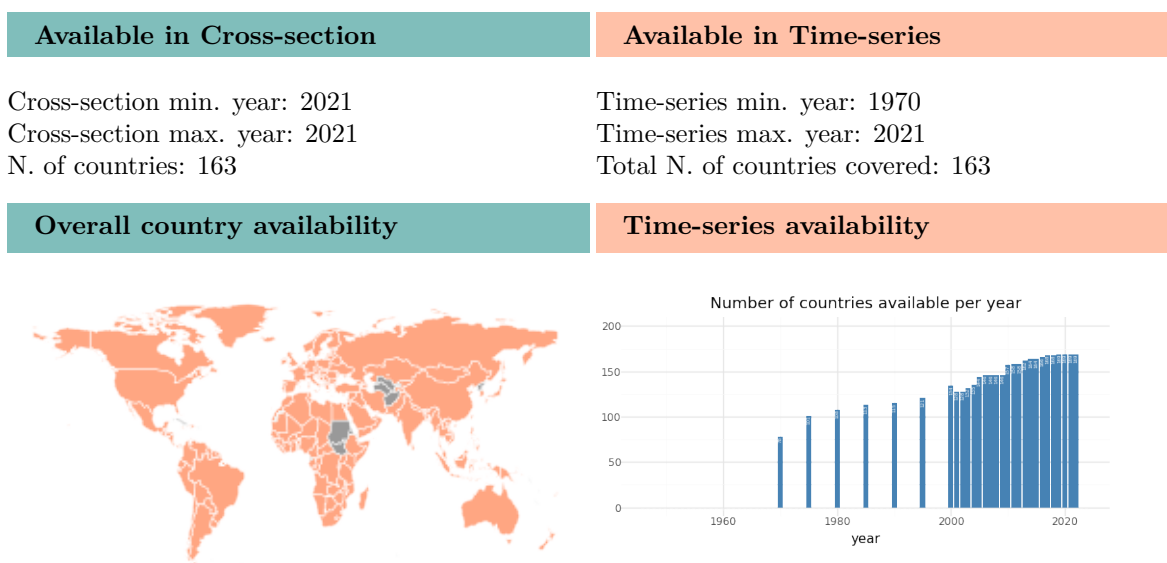 Available in Cross-section
Cross-section min. year: 2021
Cross-section max. year: 2021
N. of countries: 163
Available in Time-series
Time-series min. year: 1970
Time-series max. year: 2021
Total N. of countries covered: 163
Overall country availability
Time-series availability
Number of countries available per year
200
150
100
50
0
1960
1980
2000
2020
year